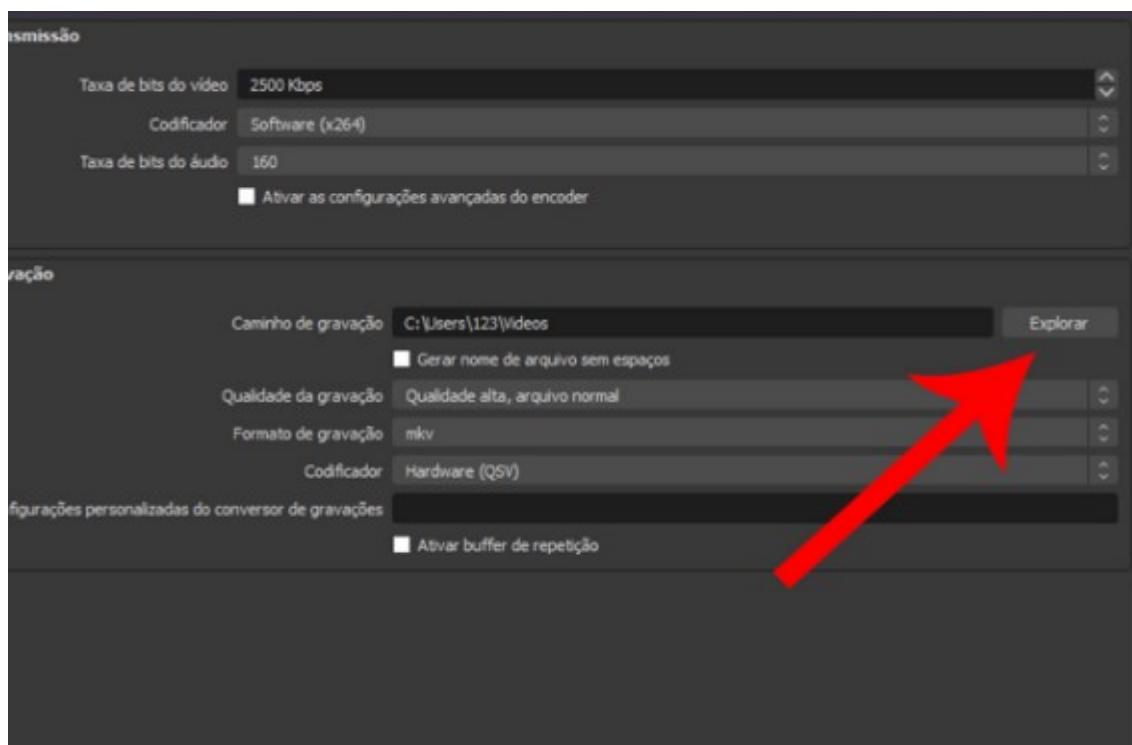 nsmissão
Taxa de bits do vídeo 2500 Kbps
Codificador Software (x264)
Taxa de bits do áudio 160
Ativar as configurações avançadas do encoder
vação
Caminho de gravação C:\Users\123\Videos Explorar
Gerar nome de arquivo sem espaços
Qualidade da gravação Qualidade alta, arquivo normal
Formato de gravação mkv
Codificador Hardware (QSV)
figurações personalizadas do conversor de gravações
Ativar buffer de repetição